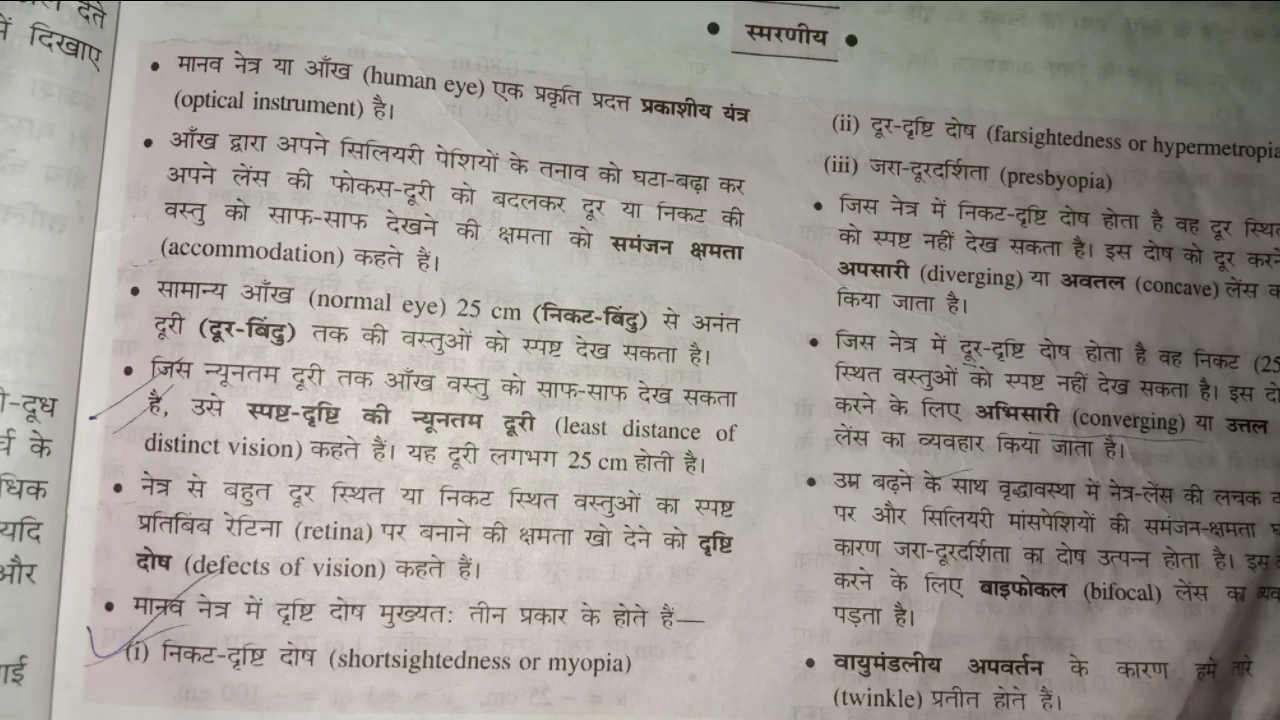 देते
में दिखाए
ी-दूध
र्व के
धिक
यदि
और
ाई
• स्मरणीय •
• मानव नेत्र या आँख (human eye) एक प्रकृति प्रदत्त प्रकाशीय यंत्र
(optical instrument) है।
• आँख द्वारा अपने सिलियरी पेशियों के तनाव को घटा-बढ़ा कर
अपने लेंस की फोकस-दूरी को बदलकर दूर या निकट की
वस्तु को साफ-साफ देखने की क्षमता को समंजन क्षमता
(accommodation) कहते हैं।
• सामान्य आँख (normal eye) 25 cm (निकट-बिंदु) से अनंत
दूरी (दूर-बिंदु) तक की वस्तुओं को स्पष्ट देख सकता है।
• जिस न्यूनतम दूरी तक आँख वस्तु को साफ-साफ देख सकता
है, उसे स्पष्ट-दृष्टि की न्यूनतम दूरी (least distance of
distinct vision) कहते हैं। यह दूरी लगभग 25 cm होती है।
• नेत्र से बहुत दूर स्थित या निकट स्थित वस्तुओं का स्पष्ट
प्रतिबिंब रेटिना (retina) पर बनाने की क्षमता खो देने को दृष्टि
दोष (defects of vision) कहते हैं।
• मानव नेत्र में दृष्टि दोष मुख्यतः तीन प्रकार के होते हैं—
(i) निकट-दृष्टि दोष (shortsightedness or myopia)
(ii) दूर-दृष्टि दोष (farsightedness or hypermetropia
(iii) जरा-दूरदर्शिता (presbyopia)
• जिस नेत्र में निकट-दृष्टि दोष होता है वह दूर स्थित
को स्पष्ट नहीं देख सकता है। इस दोष को दूर करने
अपसारी (diverging) या अवतल (concave) लेंस क
किया जाता है।
• जिस नेत्र में दूर-दृष्टि दोष होता है वह निकट (25
स्थित वस्तुओं को स्पष्ट नहीं देख सकता है। इस दो
करने के लिए अभिसारी (converging) या उत्तल
लेंस का व्यवहार किया जाता है।
• उम्र बढ़ने के साथ वृद्धावस्था में नेत्र-लेंस की लचक
पर और सिलियरी मांसपेशियों की समंजन-क्षमता
कारण जरा-दूरदर्शिता का दोष उत्पन्न होता है। इस
करने के लिए बाइफोकल (bifocal) लेंस का व्यव
पड़ता है।
• वायुमंडलीय अपवर्तन के कारण हमें तारे
(twinkle) प्रतीत होते हैं।